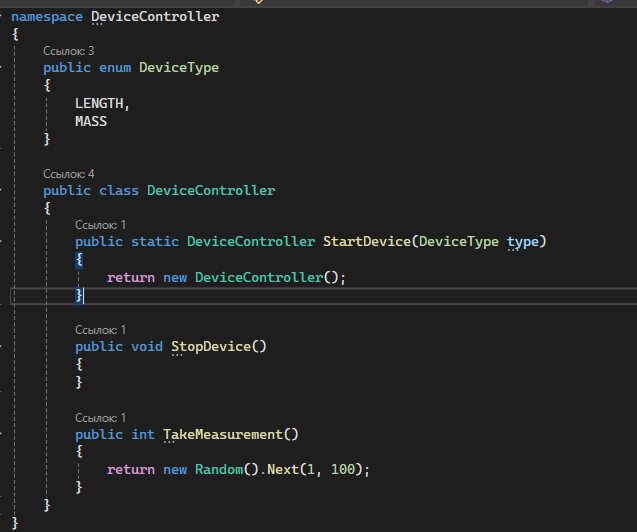 namespace DeviceController
{
Ссылок: 3
public enum DeviceType
{
LENGTH,
MASS
}
Ссылок: 4
public class DeviceController
{
Ссылок: 1
public static DeviceController StartDevice(DeviceType type)
{
return new DeviceController();
}
Ссылок: 1
public void StopDevice()
{
}
Ссылок: 1
public int TakeMeasurement()
{
return new Random().Next(1, 100);
}
}
}